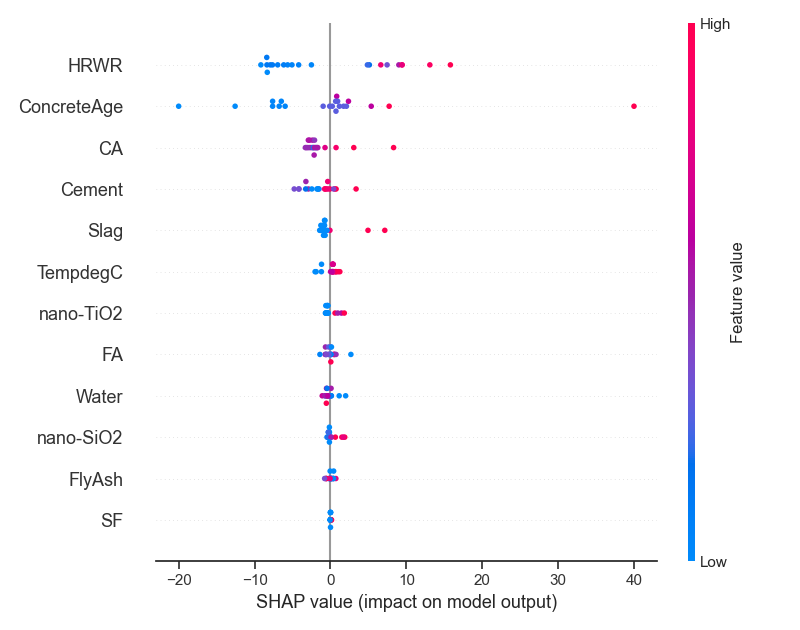 High
HRWR
ConcreteAge
CA
Cement
Slag
TempdegC
nano-TiO2
FA
Water
nano-SiO2
FlyAsh
SF
Feature value
Low
−20 −10 0 10 20 30 40
SHAP value (impact on model output)